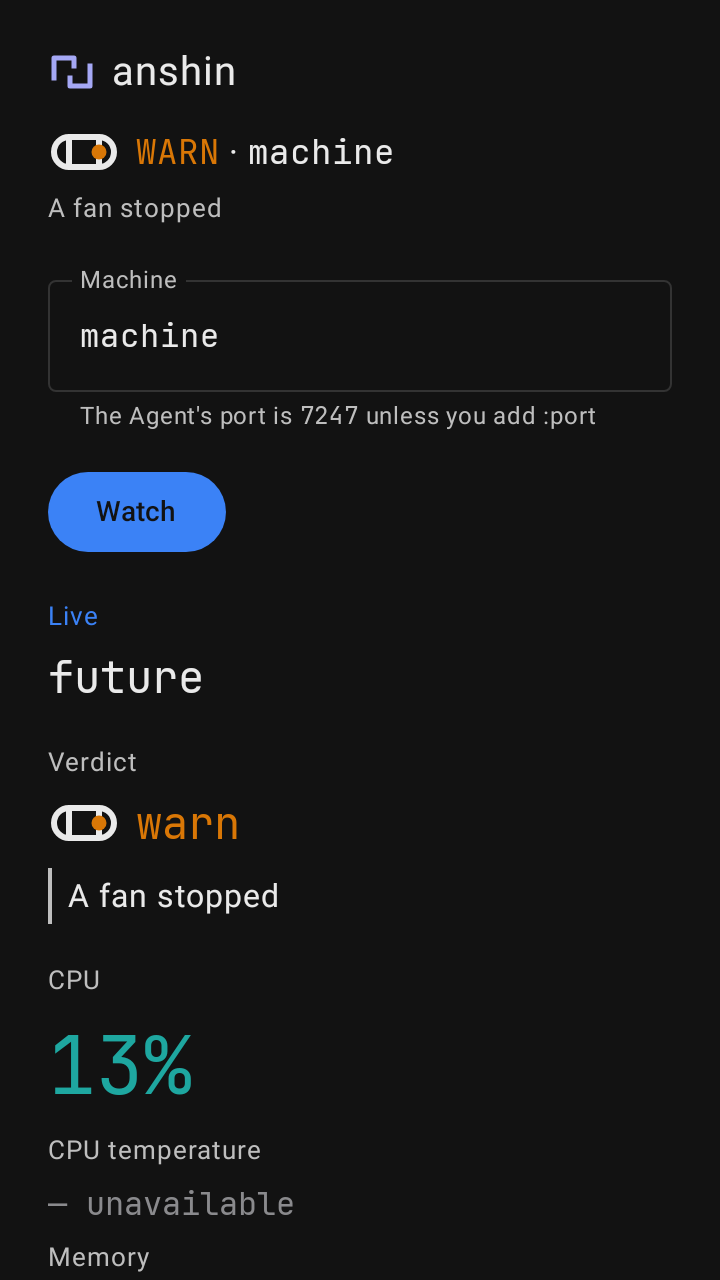 anshin
WARN · machine
A fan stopped
Machine
machine
The Agent's port is 7247 unless you add :port
Watch
Live
future
Verdict
warn
A fan stopped
CPU
13%
CPU temperature
— unavailable
Memory